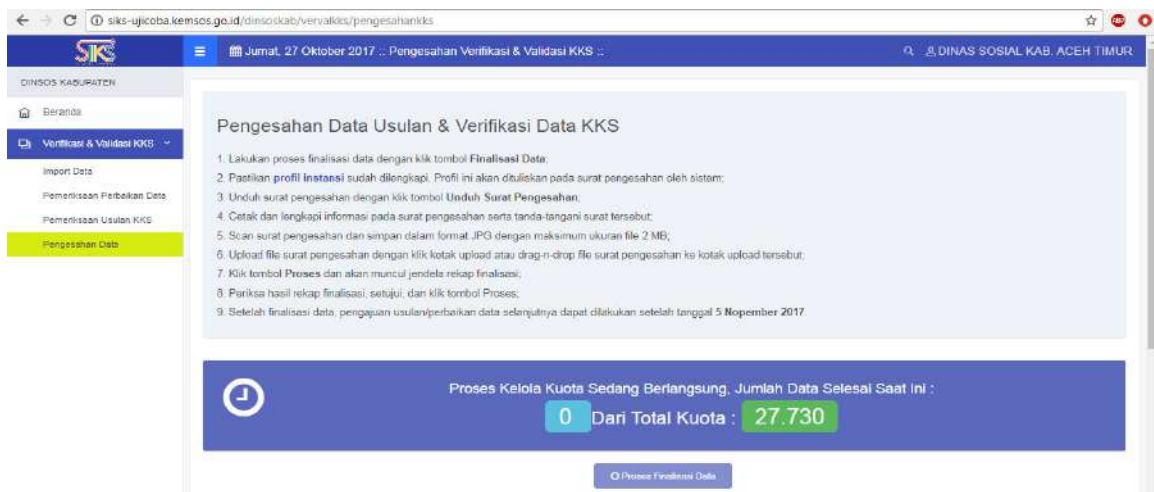 siks-ujicoba.kemsos.go.id/dinsoskab/vervalkks/pengesahankks
SIKS
Jumat, 27 Oktober 2017 :: Pengesahan Verifikasi & Validasi KKS ::
DINAS SOSIAL KAB. ACEH TIMUR
DINSOS KABUPATEN
Beranda
Verifikasi & Validasi KKS
Import Data
Pemeriksaan Perbaikan Data
Pemeriksaan Usulan KKS
Pengesahan Data
Pengesahan Data Usulan & Verifikasi Data KKS
1. Lakukan proses finalisasi data dengan klik tombol Finalisasi Data;
2. Pastikan profil instansi sudah dilengkapi. Profil ini akan dituliskan pada surat pengesahan oleh sistem;
3. Unduh surat pengesahan dengan klik tombol Unduh Surat Pengesahan;
4. Cetak dan lengkapi informasi pada surat pengesahan serta tanda-tangani surat tersebut;
5. Scan surat pengesahan dan simpan dalam format JPG dengan maksimum ukuran file 2 MB;
6. Upload file surat pengesahan dengan klik kotak upload atau drag-n-drop file surat pengesahan ke kotak upload tersebut;
7. Klik tombol Proses dan akan muncul jendela rekap finalisasi;
8. Periksa hasil rekap finalisasi, setujui, dan klik tombol Proses;
9. Setelah finalisasi data, pengajuan usulan/perbaikan data selanjutnya dapat dilakukan setelah tanggal 5 Nopember 2017
Proses Kelola Kuota Sedang Berlangsung, Jumlah Data Selesai Saat Ini :
0 Dari Total Kuota : 27.730
Proses Finalisasi Data